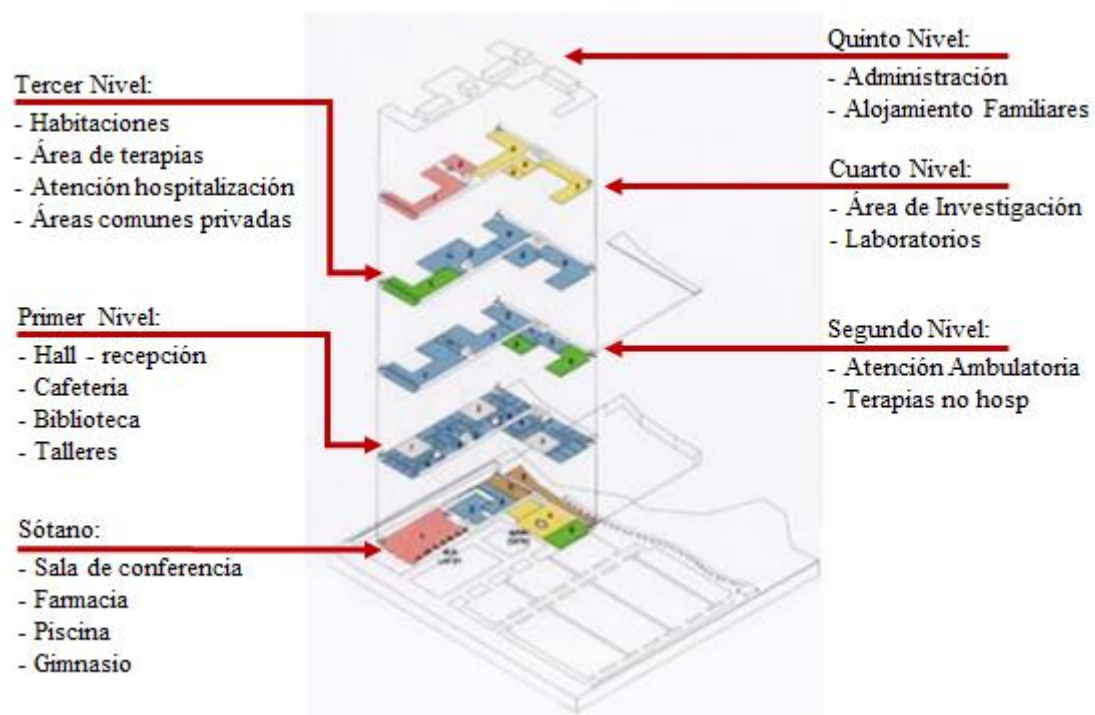 Tercer Nivel:
- Habitaciones
- Área de terapias
- Atención hospitalización
- Áreas comunes privadas
Primer Nivel:
- Hall - recepción
- Cafeteria
- Biblioteca
- Talleres
Sótano:
- Sala de conferencia
- Farmacia
- Piscina
- Gimnasio
Quinto Nivel:
- Administración
- Alojamiento Familiares
Cuarto Nivel:
- Área de Investigación
- Laboratorios
Segundo Nivel:
- Atención Ambulatoria
- Terapias no hosp